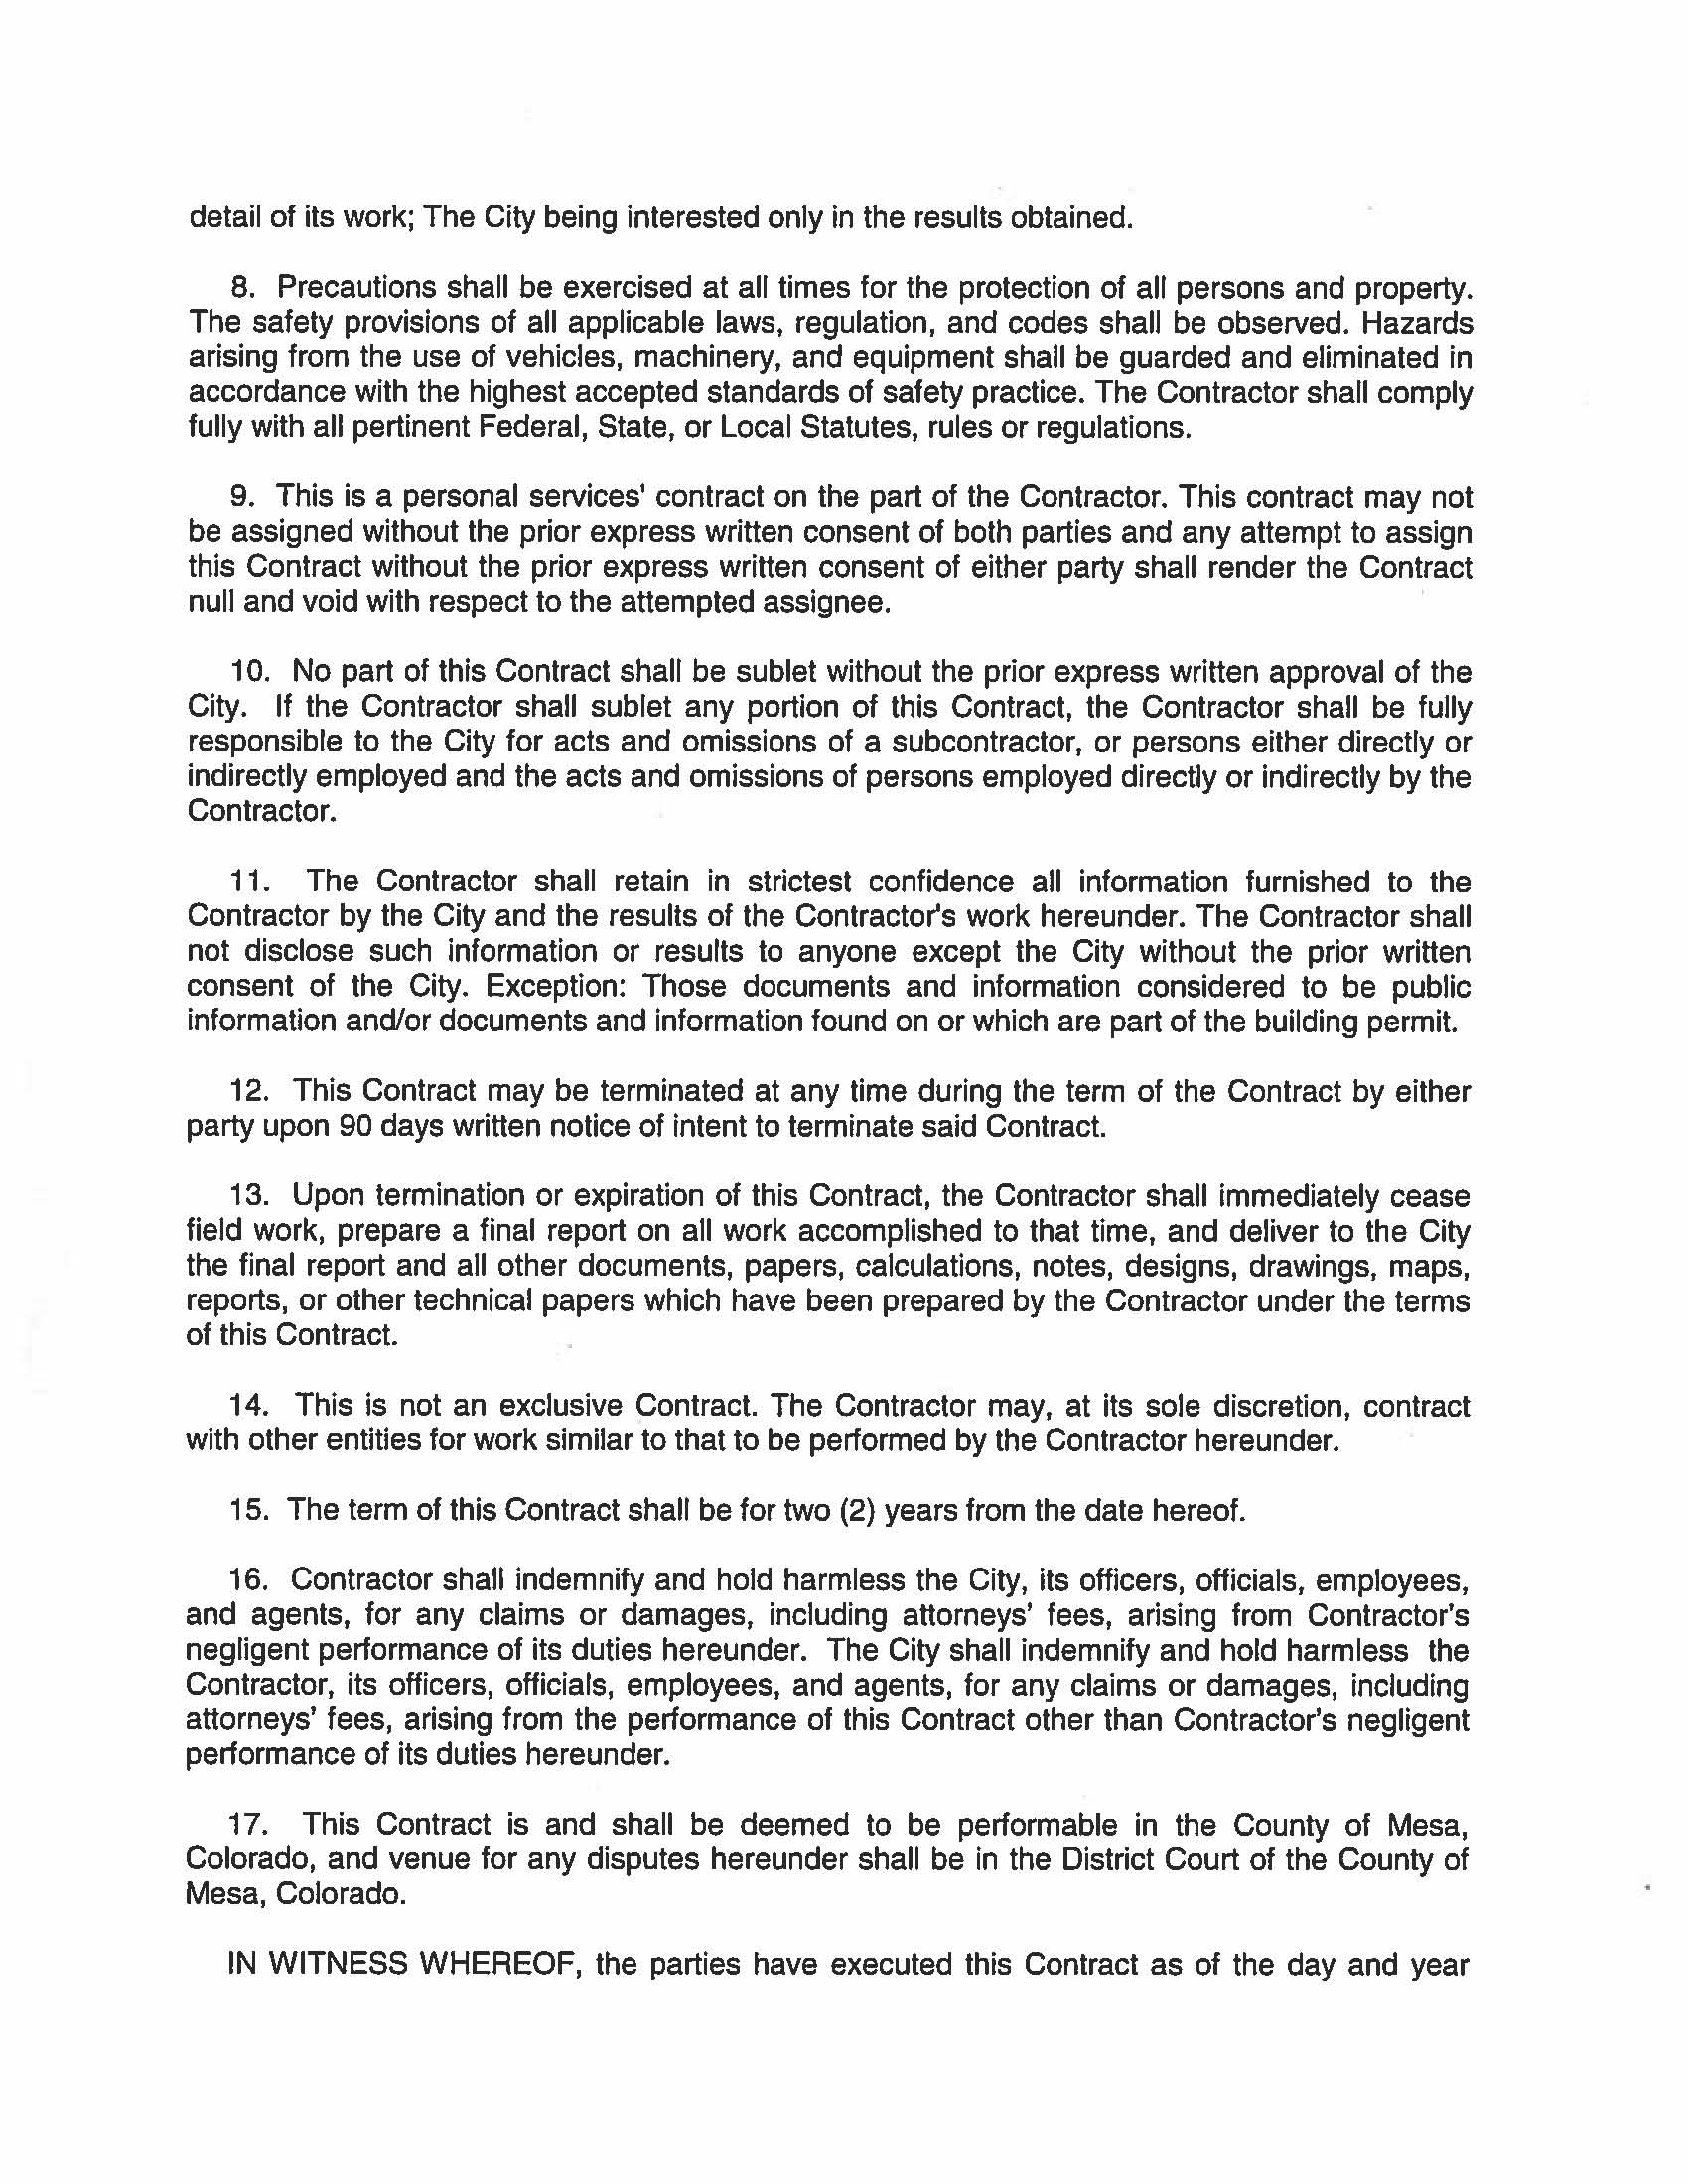 detail of its work; The City being interested only in the results obtained.
8. Precautions shall be exercised at all times for the protection of all persons and property.
The safety provisions of all applicable laws, regulation, and codes shall be observed. Hazards
arising from the use of vehicles, machinery, and equipment shall be guarded and eliminated in
accordance with the highest accepted standards of safety practice. The Contractor shall comply
fully with all pertinent Federal, State, or Local Statutes, rules or regulations.
9. This is a personal services' contract on the part of the Contractor. This contract may not
be assigned without the prior express written consent of both parties and any attempt to assign
this Contract without the prior express written consent of either party shall render the Contract
null and void with respect to the attempted assignee.
10. No part of this Contract shall be sublet without the prior express written approval of the
City. If the Contractor shall sublet any portion of this Contract, the Contractor shall be fully
responsible to the City for acts and omissions of a subcontractor, or persons either directly or
indirectly employed and the acts and omissions of persons employed directly or indirectly by the
Contractor.
11. The Contractor shall retain in strictest confidence all information furnished to the
Contractor by the City and the results of the Contractor's work hereunder. The Contractor shall
not disclose such information or results to anyone except the City without the prior written
consent of the City. Exception: Those documents and information considered to be public
information and/or documents and information found on or which are part of the building permit.
12. This Contract may be terminated at any time during the term of the Contract by either
party upon 90 days written notice of intent to terminate said Contract.
13. Upon termination or expiration of this Contract, the Contractor shall immediately cease
field work, prepare a final report on all work accomplished to that time, and deliver to the City
the final report and all other documents, papers, calculations, notes, designs, drawings, maps,
reports, or other technical papers which have been prepared by the Contractor under the terms
of this Contract.
14. This is not an exclusive Contract. The Contractor may, at its sole discretion, contract
with other entities for work similar to that to be performed by the Contractor hereunder.
15. The term of this Contract shall be for two (2) years from the date hereof.
16. Contractor shall indemnify and hold harmless the City, its officers, officials, employees,
and agents, for any claims or damages, including attorneys' fees, arising from Contractor's
negligent performance of its duties hereunder. The City shall indemnify and hold harmless the
Contractor, its officers, officials, employees, and agents, for any claims or damages, including
attorneys' fees, arising from the performance of this Contract other than Contractor's negligent
performance of its duties hereunder.
17. This Contract is and shall be deemed to be performable in the County of Mesa,
Colorado, and venue for any disputes hereunder shall be in the District Court of the County of
Mesa, Colorado.
IN WITNESS WHEREOF, the parties have executed this Contract as of the day and year